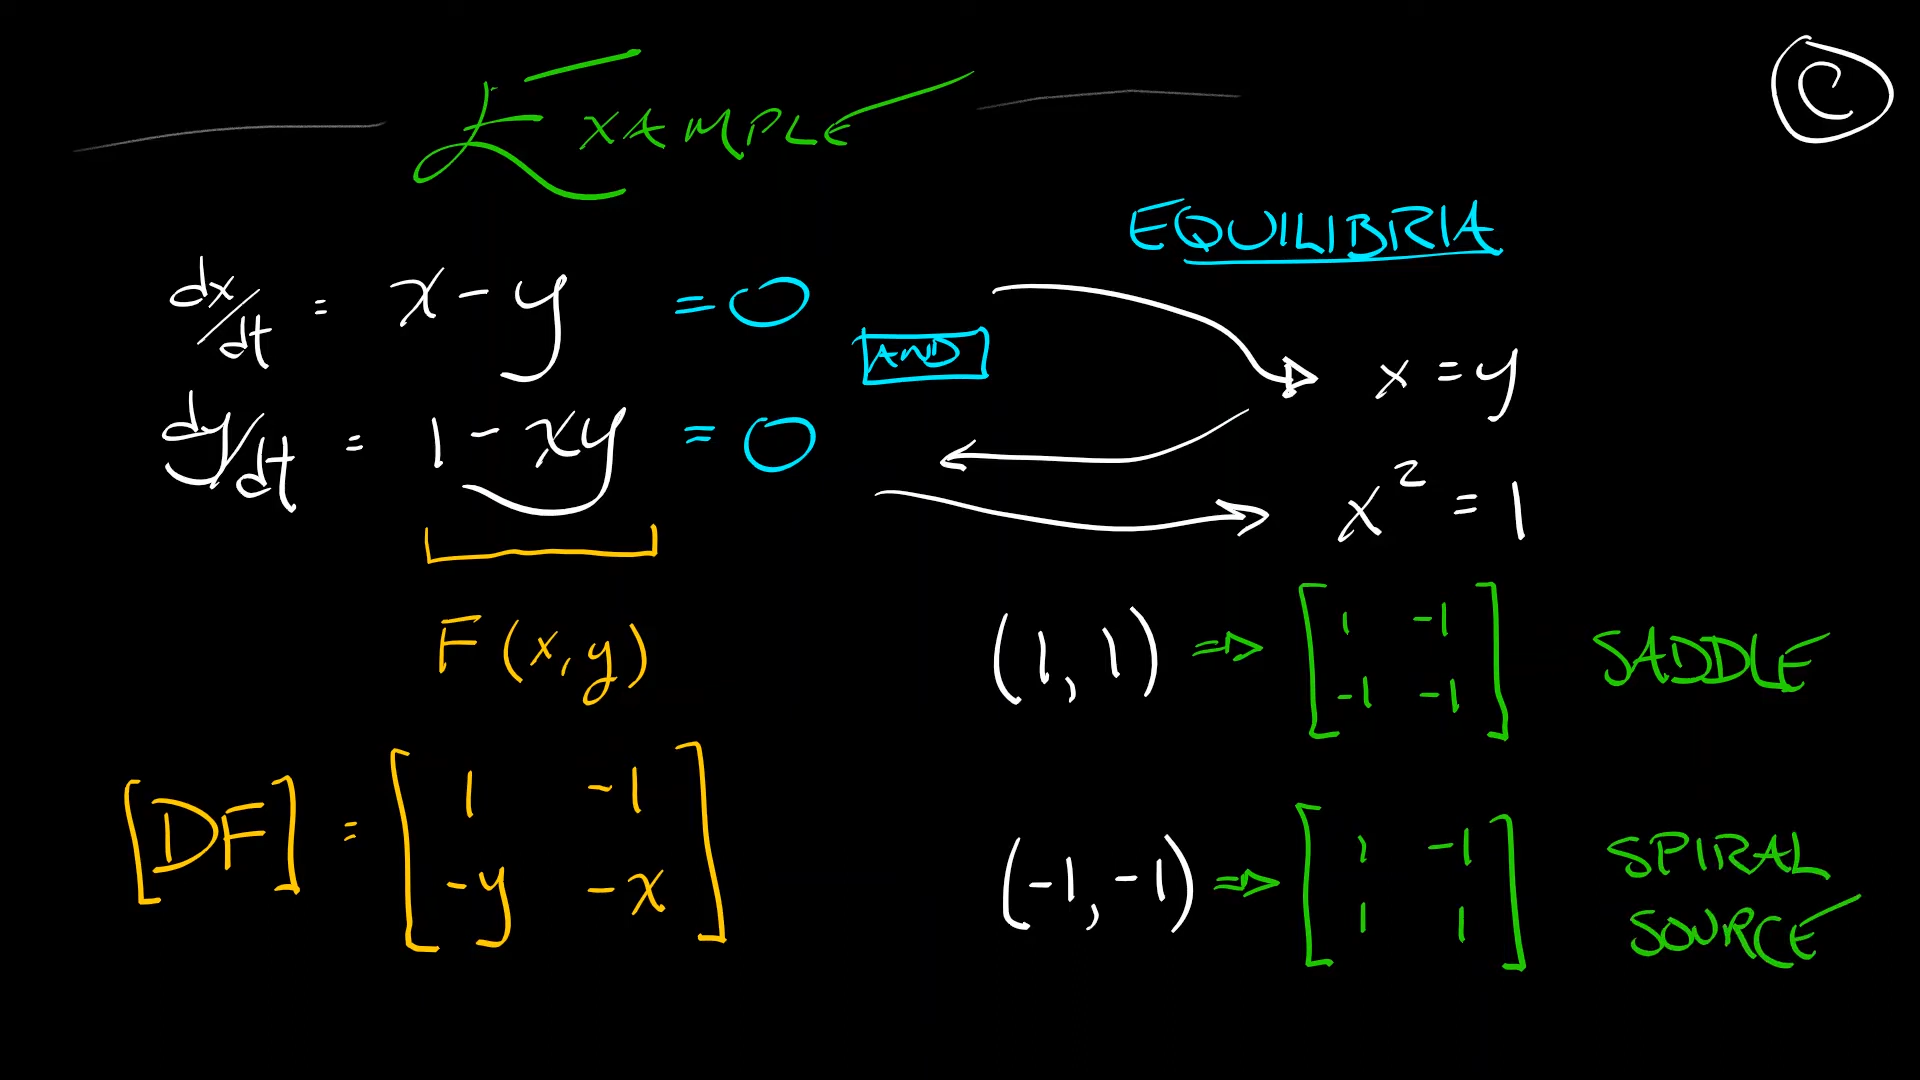 EXAMPLE
©
EQUILIBRIA
dx/dt = x - y = 0
AND
x = y
dy/dt = 1 - xy = 0
x² = 1
F(x, y)
(1, 1) ⇒ [1 -1
-1 -1] SADDLE
[DF] = [1 -1
-y -x]
(-1, -1) ⇒ [1 -1
1 1] SPIRAL
SOURCE